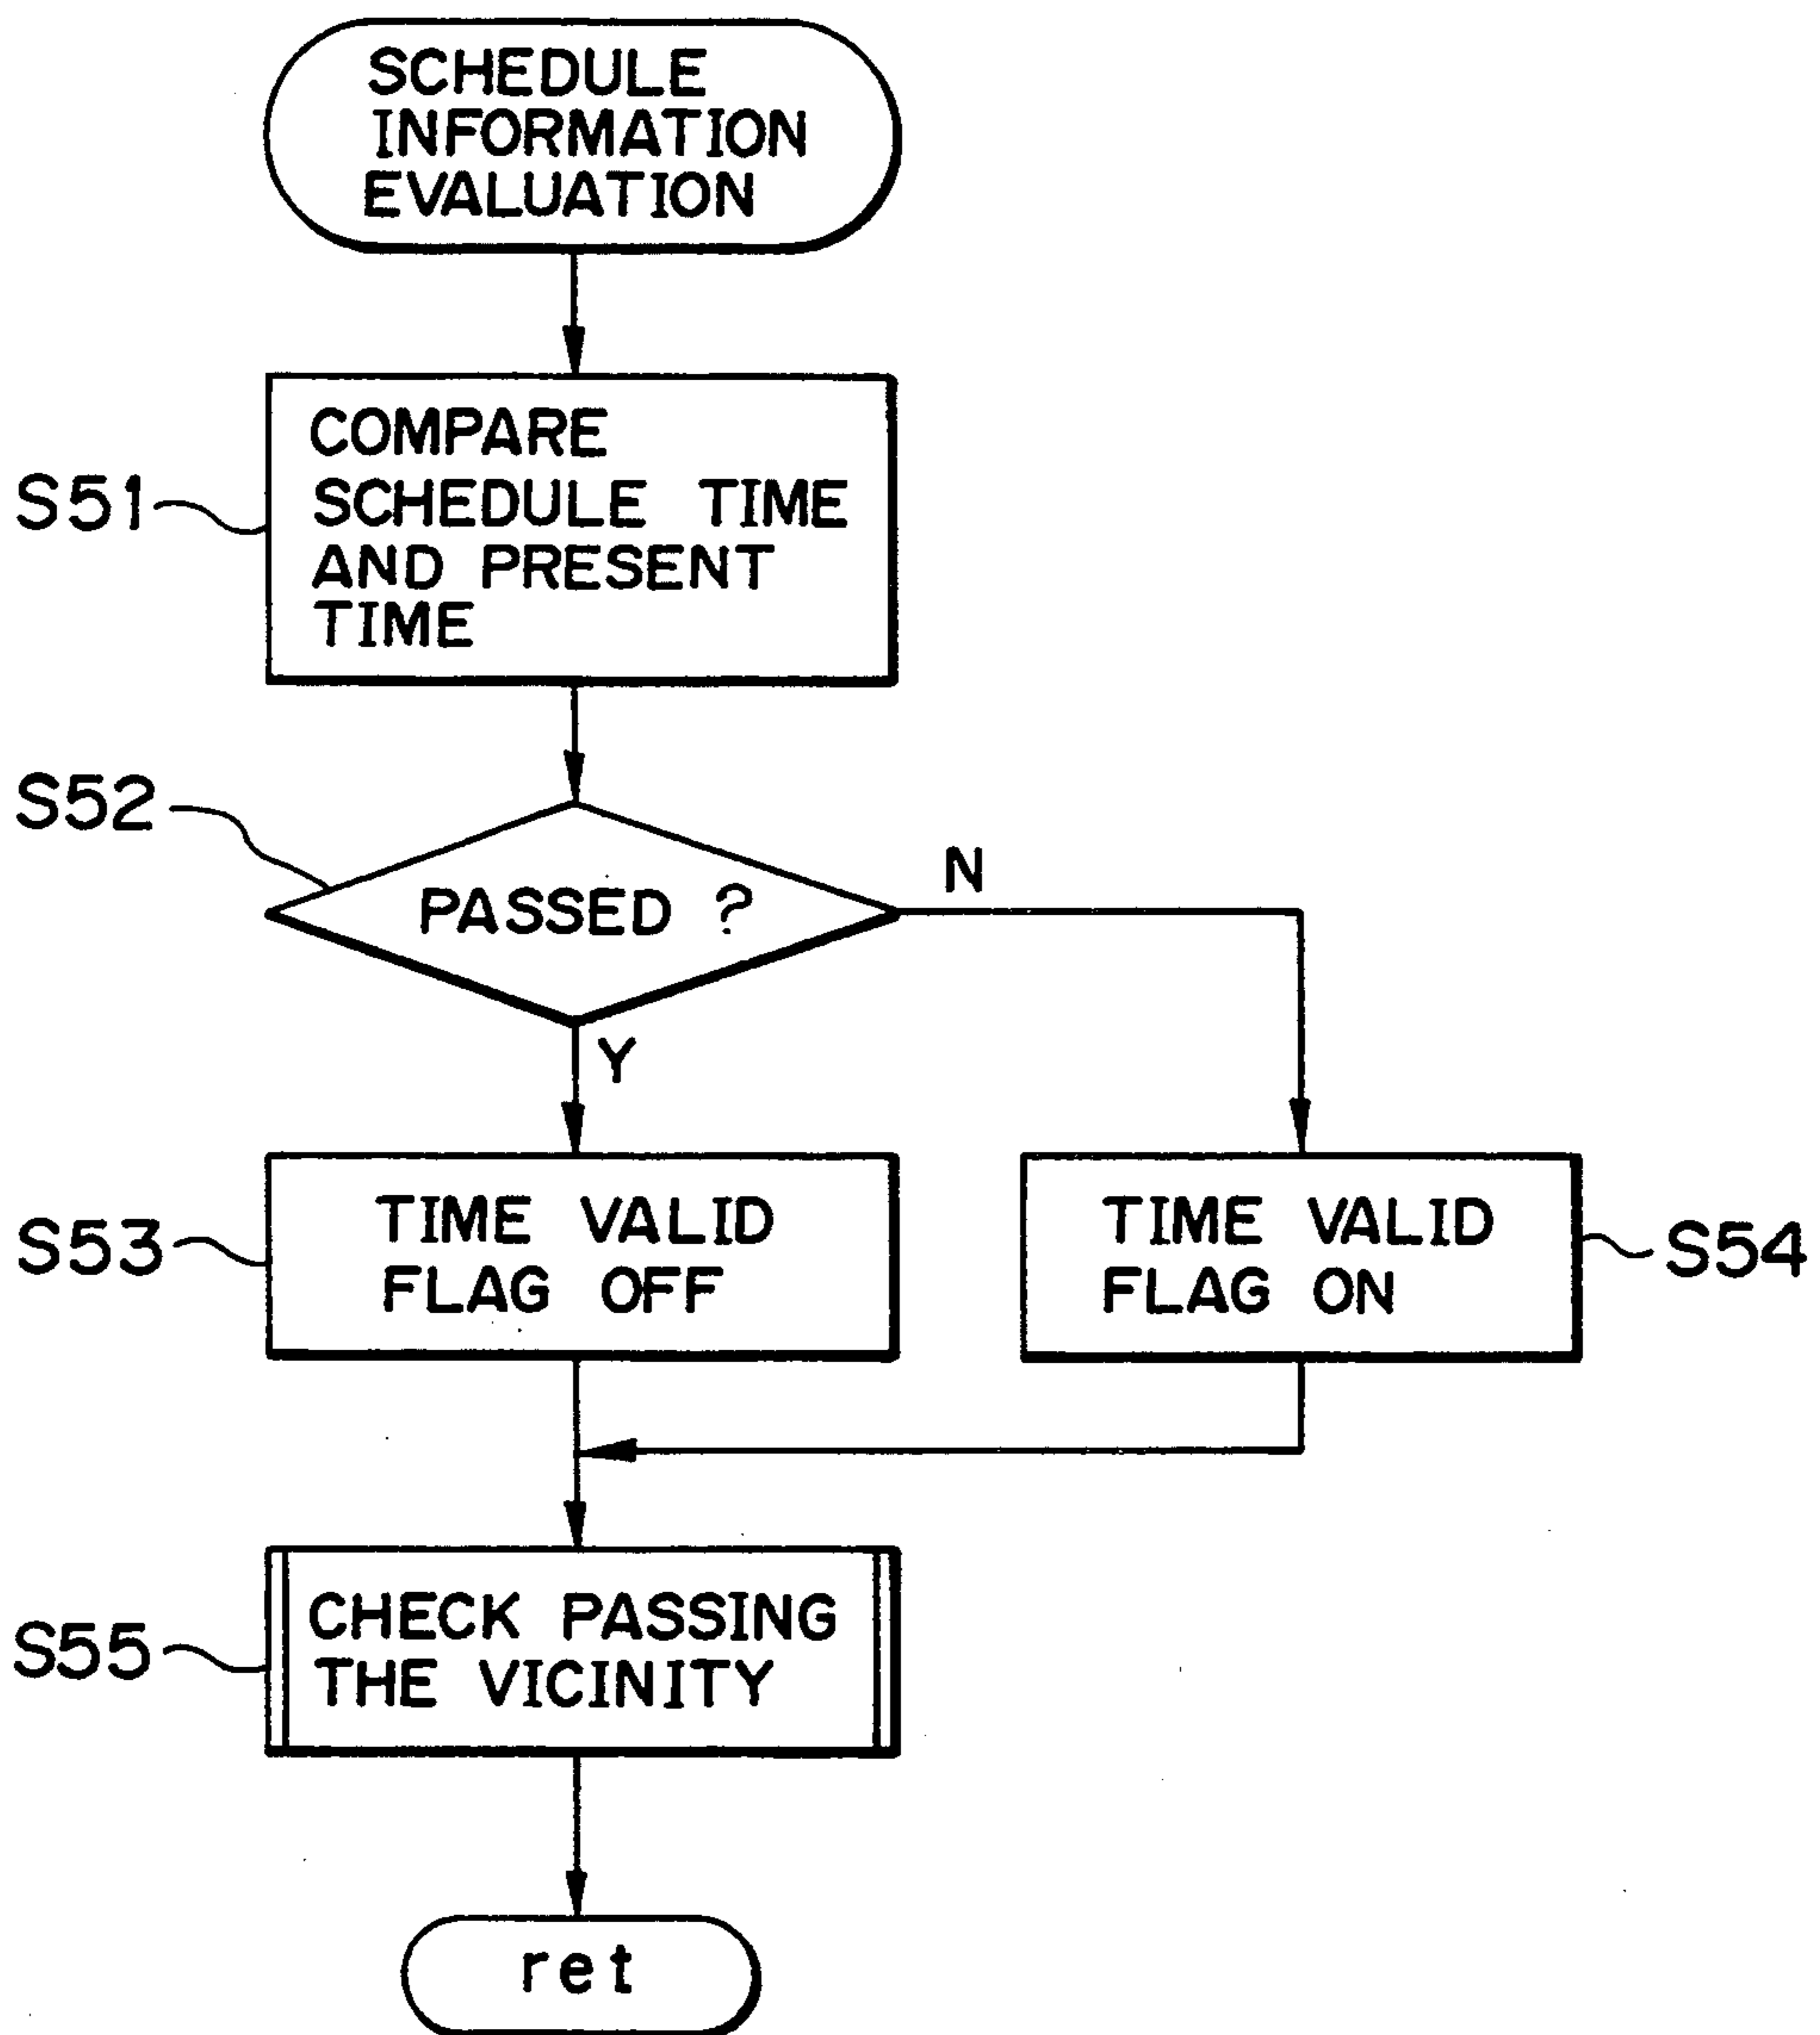 SCHEDULE
INFORMATION
EVALUATION
S51
COMPARE
SCHEDULE TIME
AND PRESENT
TIME
S52
PASSED ?
N
Y
S53
TIME VALID
FLAG OFF
TIME VALID
FLAG ON
S54
S55
CHECK PASSING
THE VICINITY
ret